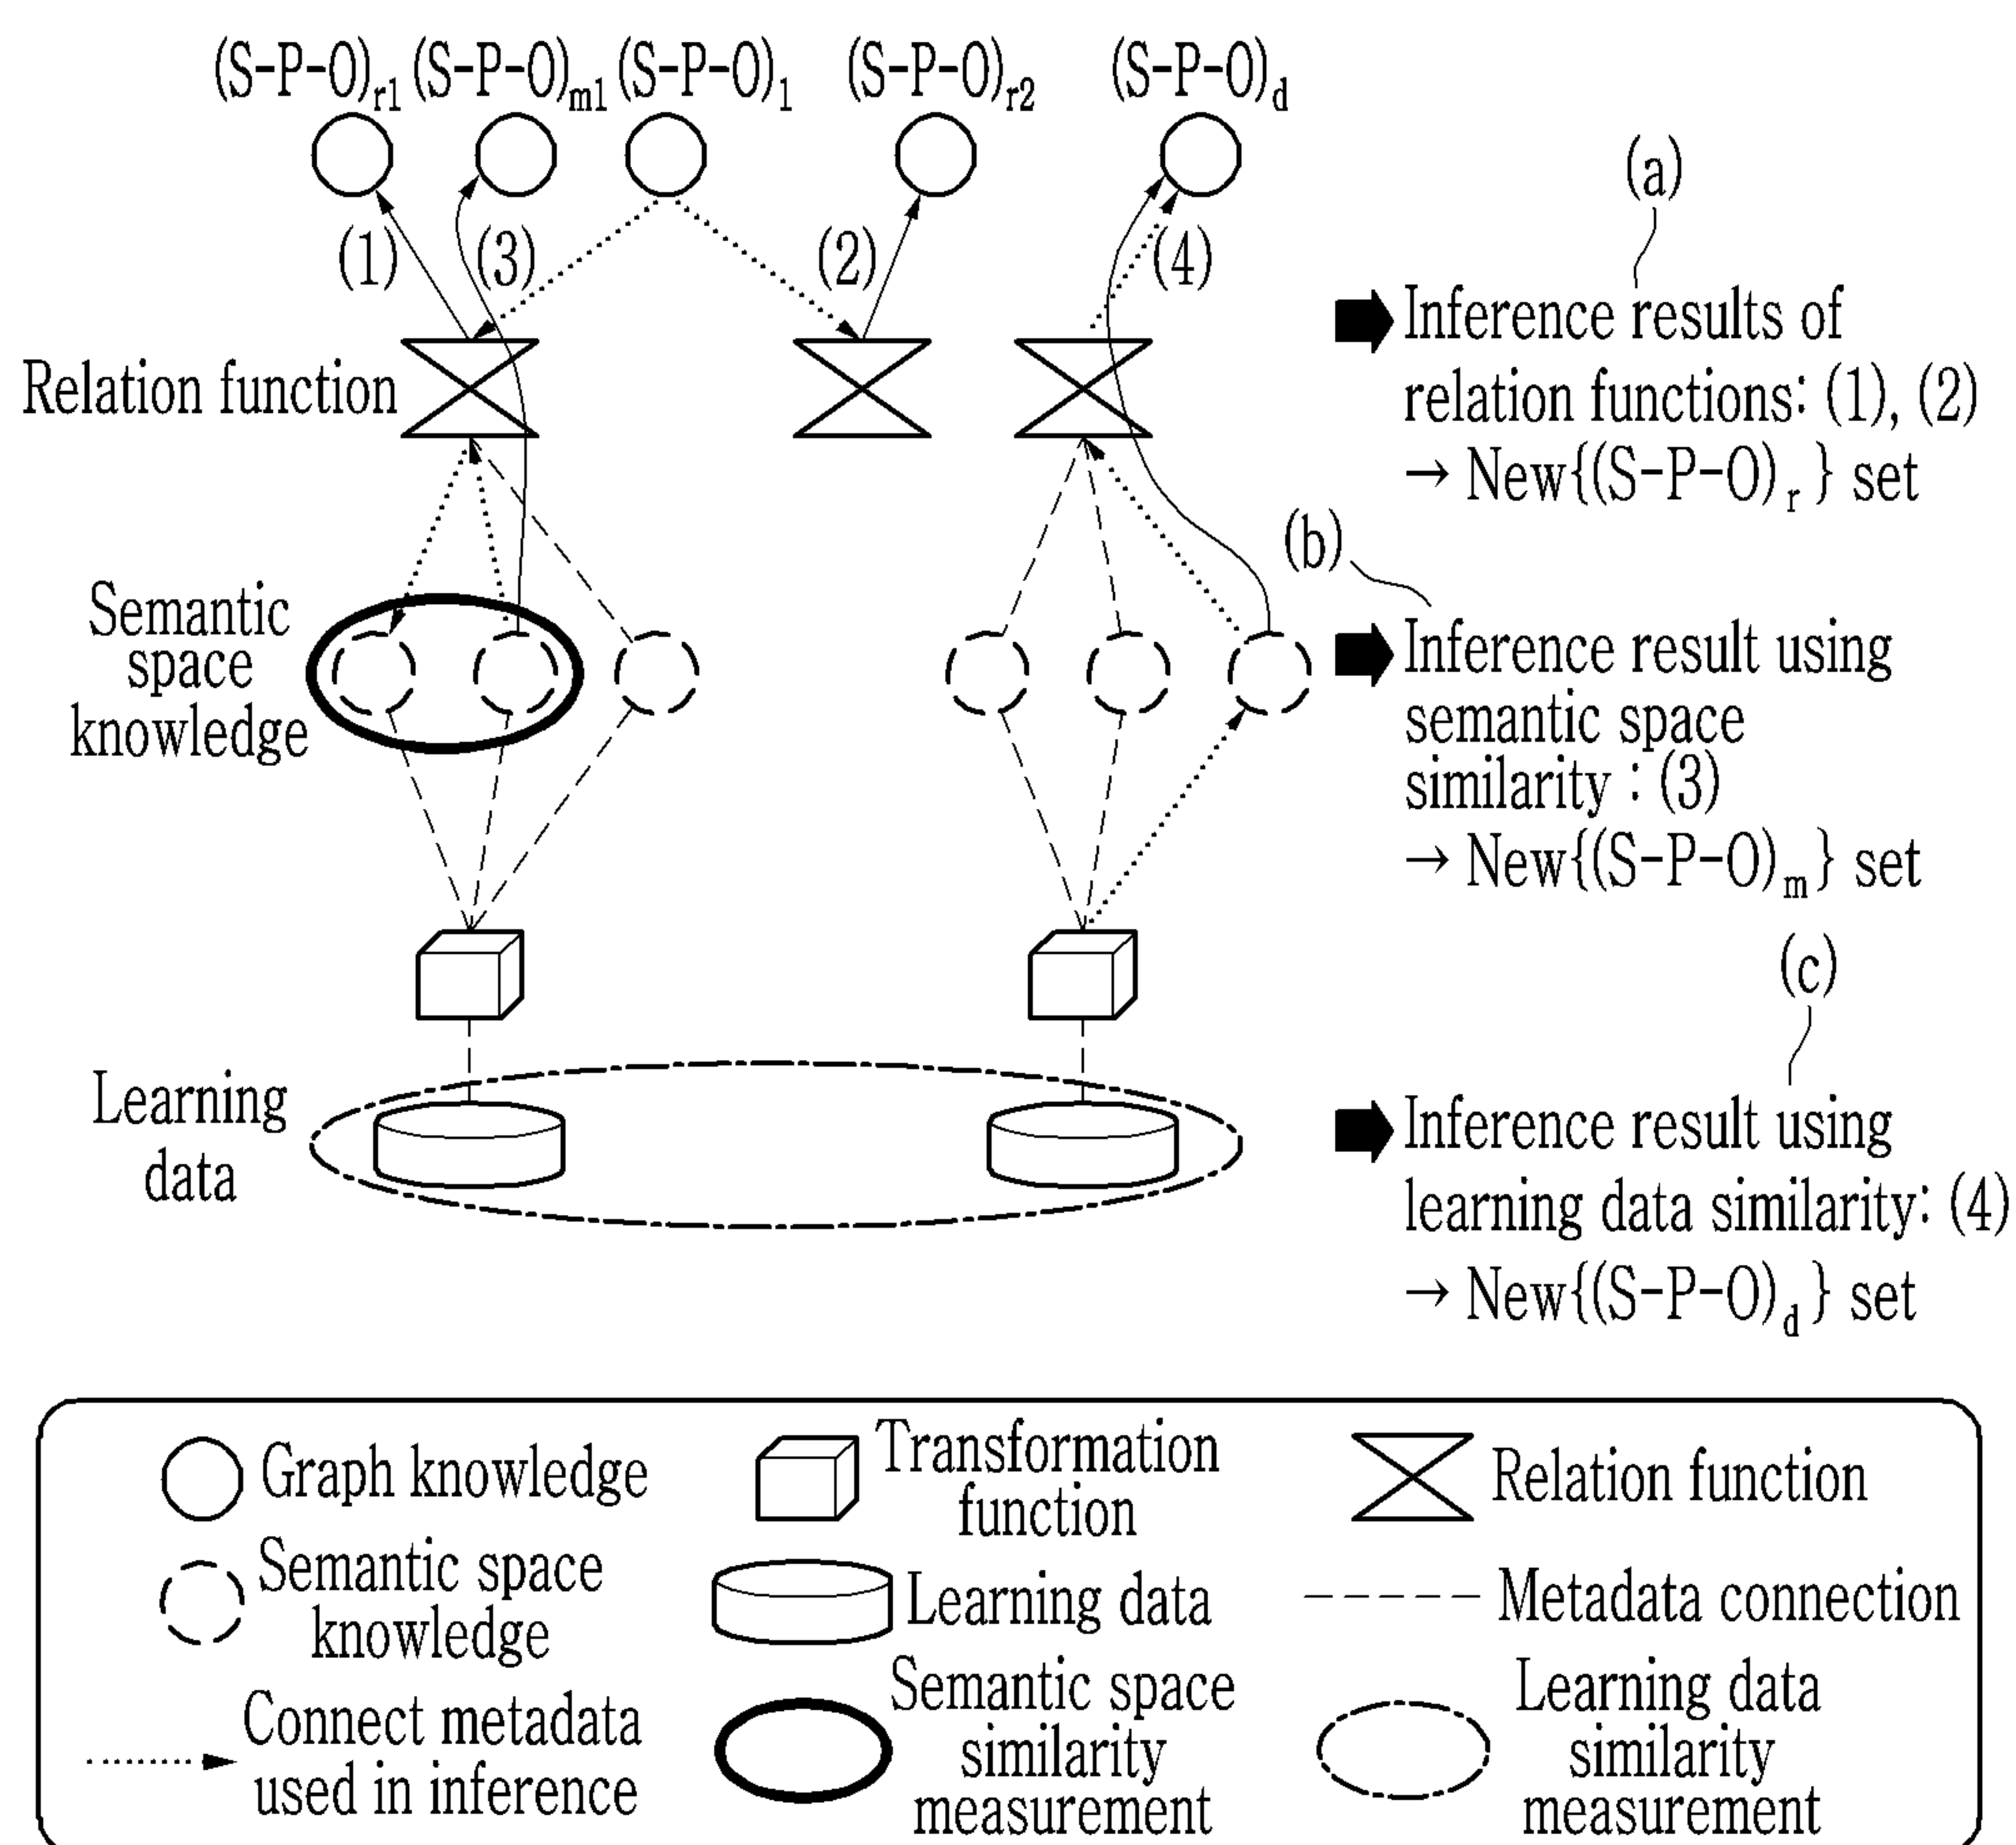 (S-P-O)r1 (S-P-O)m1 (S-P-O)1 (S-P-O)r2 (S-P-O)d
(a)
(1) (3) (2) (4)
Inference results of
relation functions: (1), (2)
→ New{(S-P-O)r} set
Relation function
(b)
Semantic
space
knowledge
Inference result using
semantic space
similarity : (3)
→ New{(S-P-O)m} set
(c)
Learning
data
Inference result using
learning data similarity: (4)
→ New{(S-P-O)d} set
Graph knowledge
Transformation
function
Relation function
Semantic space
knowledge
Learning data
Metadata connection
Connect metadata
used in inference
Semantic space
similarity
measurement
Learning data
similarity
measurement